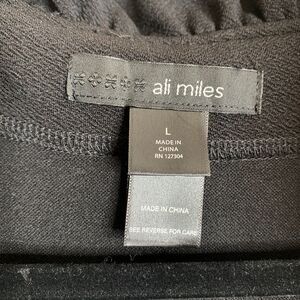 ali miles
L
MADE IN
CHINA
RN 127304
MADE IN CHINA
SEE REVERSE FOR CARE